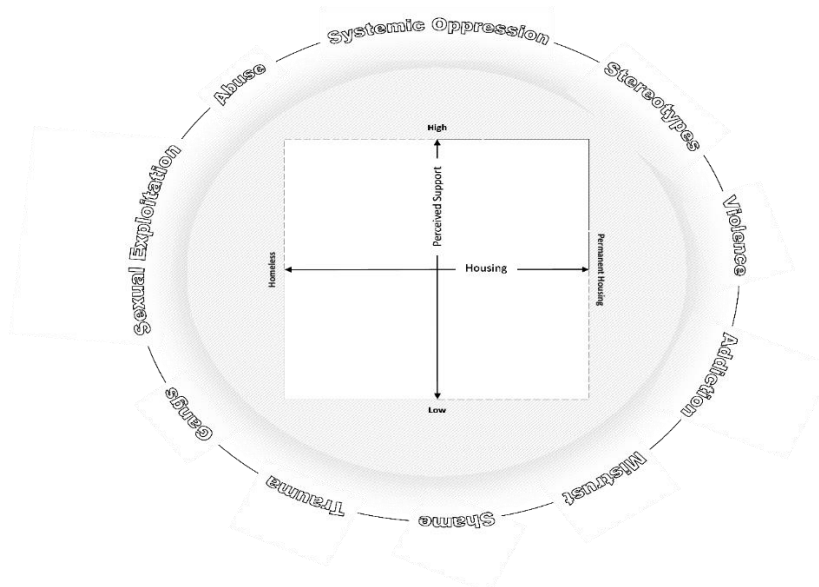 Systemic Oppression
Abuse
Stereotypes
High
Sexual Exploitation
Perceived Support
Violence
Homeless
Housing
Permanent Housing
Low
Gangs
Addiction
Trauma
Mistrust
Shame